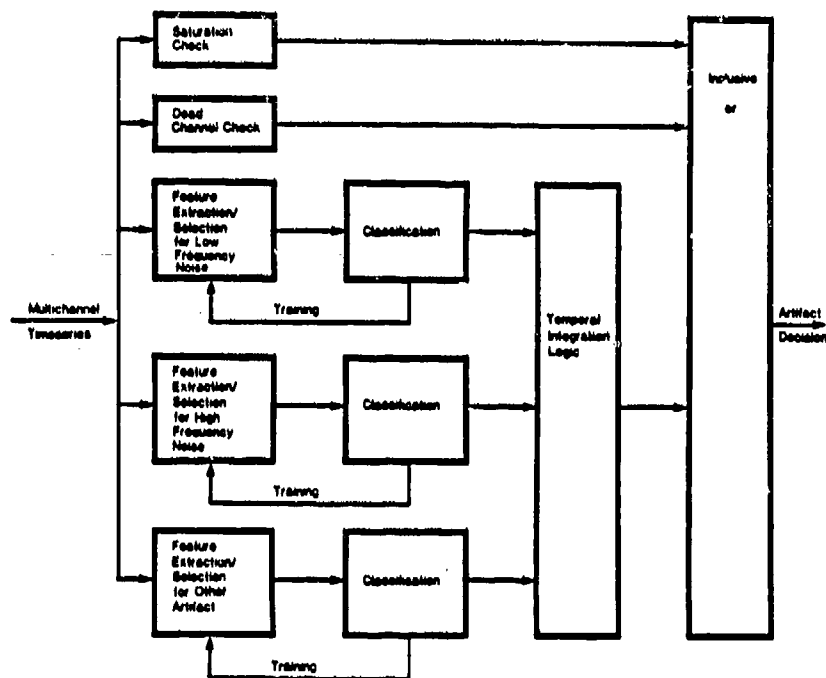 Saturation
Check
Inclusive
or
Dead
Channel Check
Feature
Extraction/
Selection
for Low
Frequency
Noise
Classification
Training
Multichannel
Timeseries
Temporal
Integration
Logic
Artifact
Decision
Feature
Extraction/
Selection
for High
Frequency
Noise
Classification
Training
Feature
Extraction/
Selection
for Other
Artifact
Classification
Training